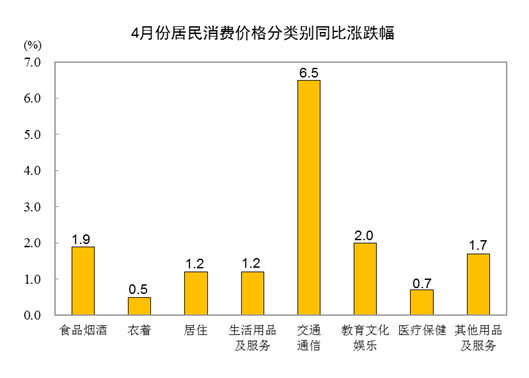 4月份居民消费价格分类别同比涨跌幅
(%)
7.0
6.0
5.0
4.0
3.0
2.0
1.0
0.0
1.9
0.5
1.2
1.2
6.5
2.0
0.7
1.7
食品烟酒
衣着
居住
生活用品
及服务
交通
通信
教育文化
娱乐
医疗保健
其他用品
及服务